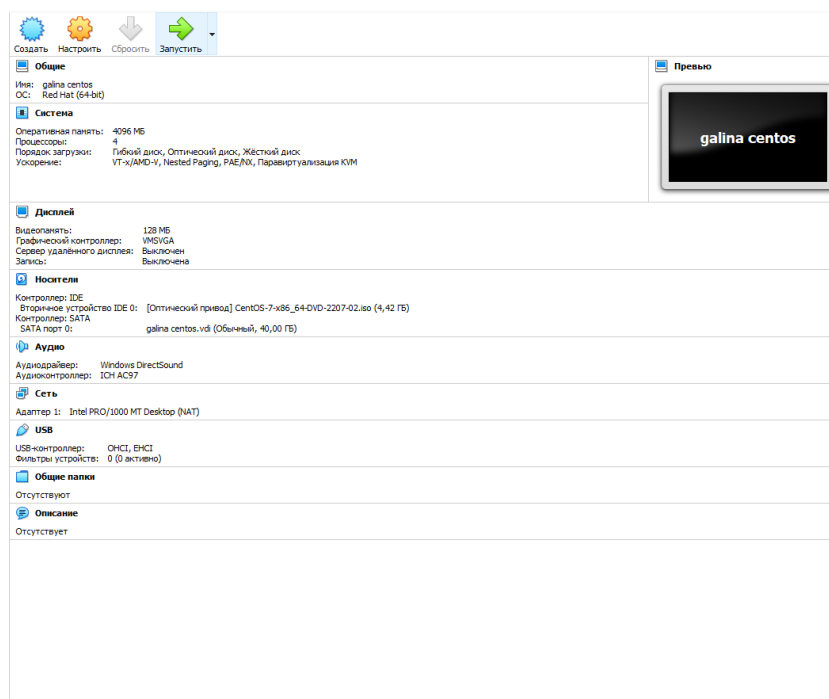 Создать Настроить Сбросить Запустить
Общие
Имя: galina centos
ОС: Red Hat (64-bit)
Превью
galina centos
Система
Оперативная память: 4096 МБ
Процессоры: 4
Порядок загрузки: Гибкий диск, Оптический диск, Жёсткий диск
Ускорение: VT-x/AMD-V, Nested Paging, PAE/NX, Паравиртуализация KVM
Дисплей
Видеопамять: 128 МБ
Графический контроллер: VMSVGA
Сервер удалённого дисплея: Выключен
Запись: Выключена
Носители
Контроллер: IDE
Вторичное устройство IDE 0: [Оптический привод] CentOS-7-x86_64-DVD-2207-02.iso (4,42 ГБ)
Контроллер: SATA
SATA порт 0: galina centos.vdi (Обычный, 40,00 ГБ)
Аудио
Аудиодрайвер: Windows DirectSound
Аудиоконтроллер: ICH AC97
Сеть
Адаптер 1: Intel PRO/1000 MT Desktop (NAT)
USB
USB-контроллер: OHCI, EHCI
Фильтры устройств: 0 (0 активно)
Общие папки
Отсутствуют
Описание
Отсутствует